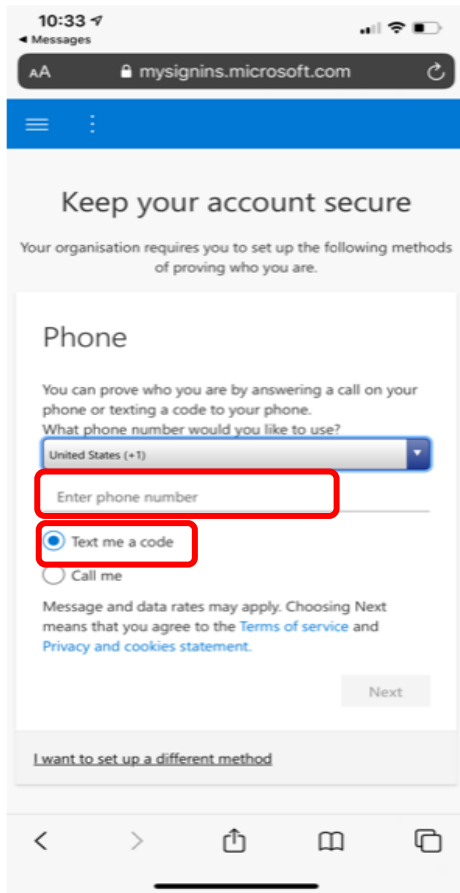 10:33
◀ Messages
AA mysignins.microsoft.com
Keep your account secure
Your organisation requires you to set up the following methods
of proving who you are.
Phone
You can prove who you are by answering a call on your
phone or texting a code to your phone.
What phone number would you like to use?
United States (+1)
Enter phone number
Text me a code
Call me
Message and data rates may apply. Choosing Next
means that you agree to the Terms of service and
Privacy and cookies statement.
Next
I want to set up a different method